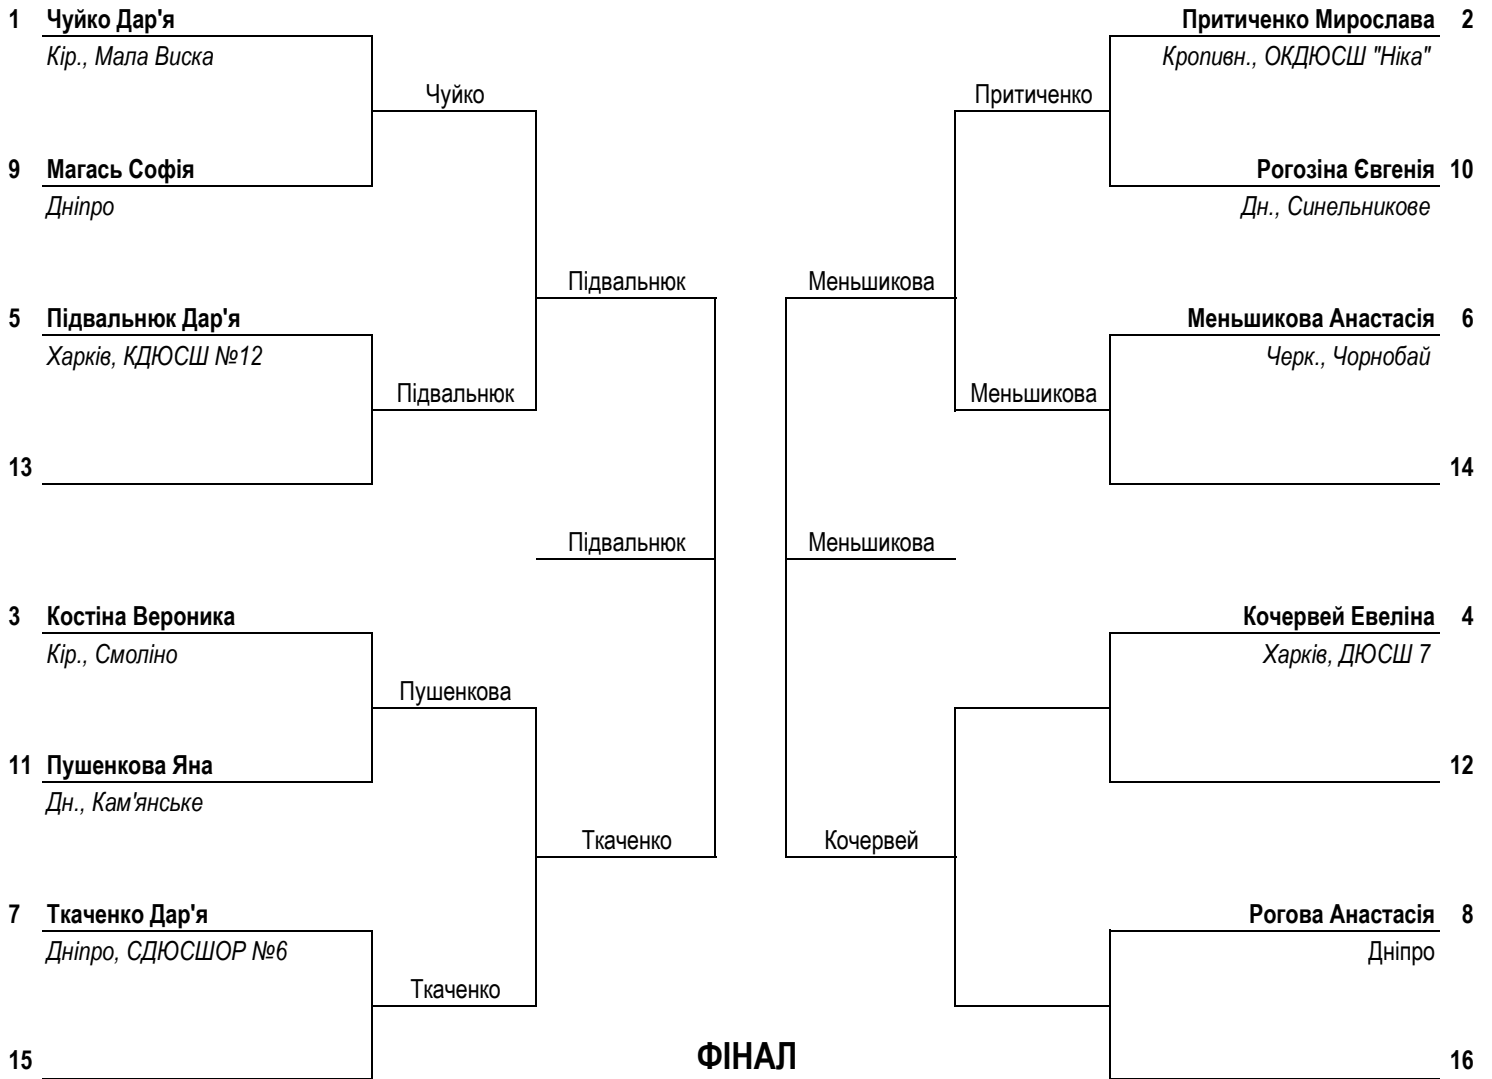 1 Чуйко Дар'я
Притиченко Мирослава 2
Кір., Мала Виска
Кропивн., ОКДЮСШ "Ніка"
Чуйко
Притиченко
9 Магась Софія
Рогозіна Євгенія 10
Дніпро
Дн., Синельникове
Підвальнюк
Меньшикова
5 Підвальнюк Дар'я
Меньшикова Анастасія 6
Харків, КДЮСШ №12
Черк., Чорнобай
Підвальнюк
Меньшикова
13
14
Підвальнюк
Меньшикова
3 Костіна Вероника
Кочервей Евеліна 4
Кір., Смоліно
Харків, ДЮСШ 7
Пушенкова
11 Пушенкова Яна
12
Дн., Кам'янське
Ткаченко
Кочервей
7 Ткаченко Дар'я
Рогова Анастасія 8
Дніпро, СДЮСШОР №6
Дніпро
Ткаченко
15
ФІНАЛ
16